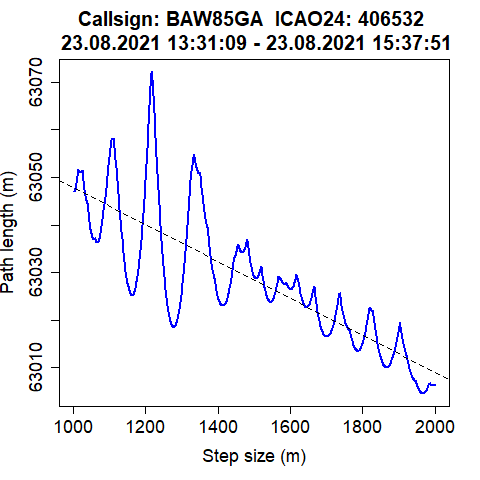 Callsign: BAW85GA  ICAO24: 406532
23.08.2021 13:31:09 - 23.08.2021 15:37:51
63070
63050
63030
63010
Path length (m)
1000 1200 1400 1600 1800 2000
Step size (m)